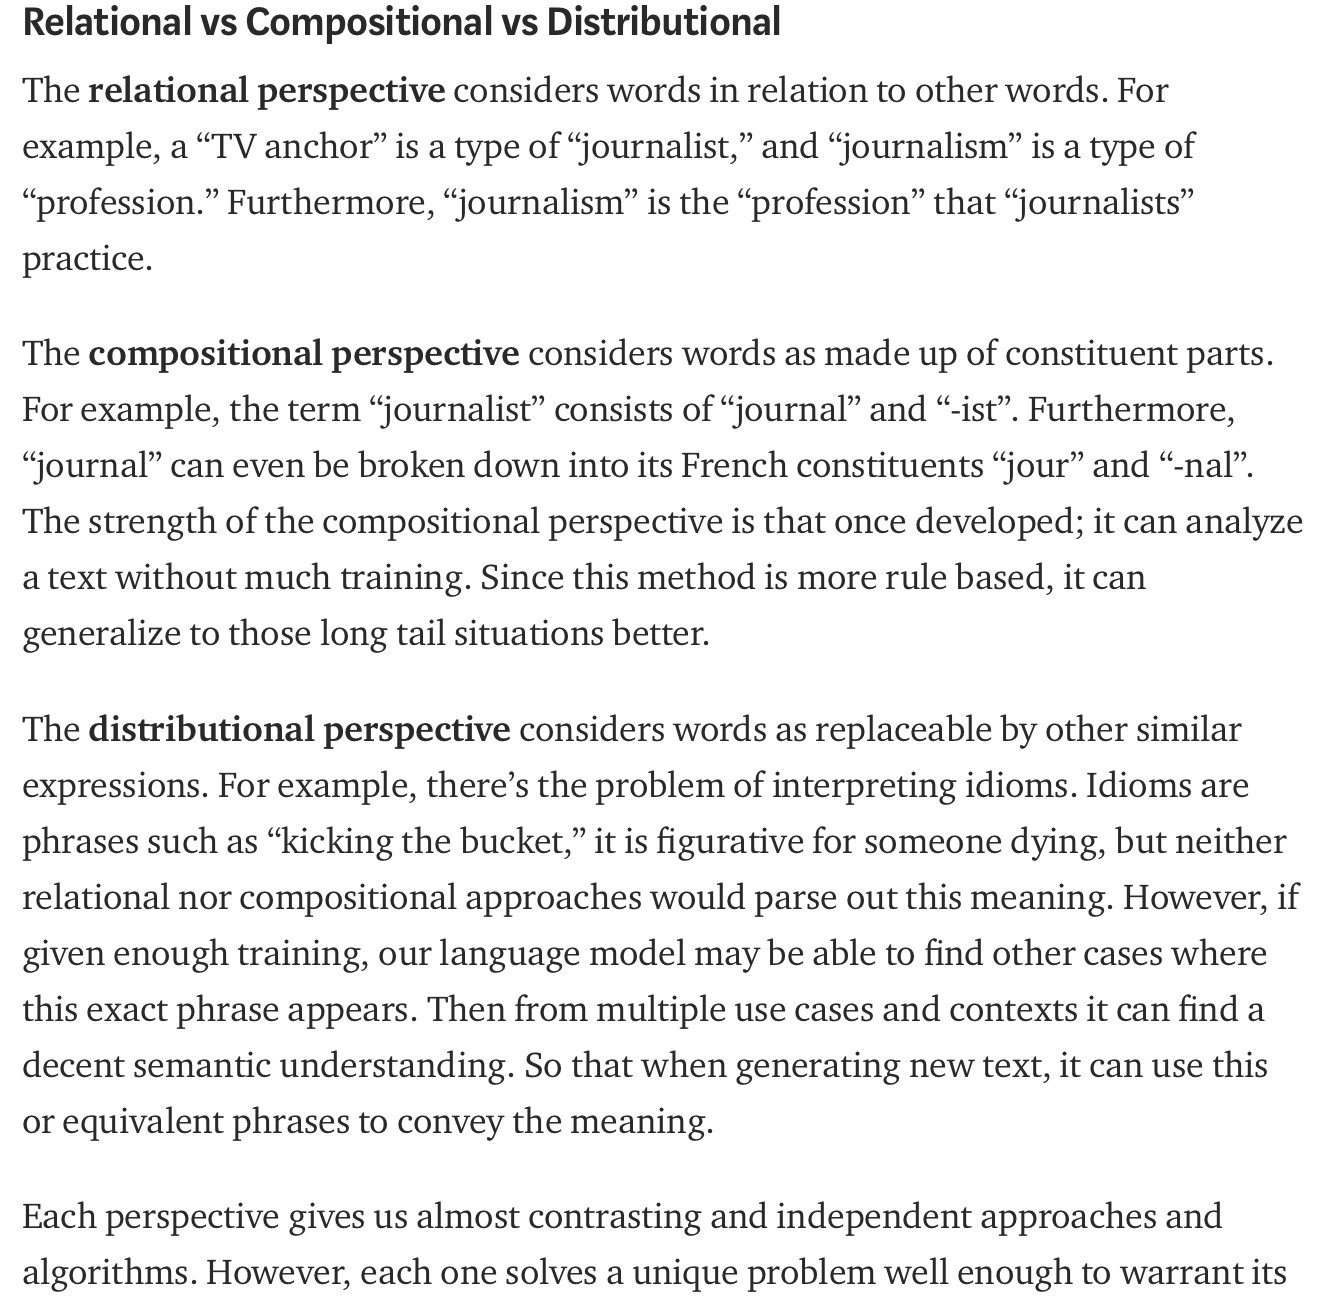 Relational vs Compositional vs Distributional
The relational perspective considers words in relation to other words. For
example, a “TV anchor” is a type of “journalist,” and “journalism” is a type of
“profession.” Furthermore, “journalism” is the “profession” that “journalists”
practice.
The compositional perspective considers words as made up of constituent parts.
For example, the term “journalist” consists of “journal” and “-ist”. Furthermore,
“journal” can even be broken down into its French constituents “jour” and “-nal”.
The strength of the compositional perspective is that once developed; it can analyze
a text without much training. Since this method is more rule based, it can
generalize to those long tail situations better.
The distributional perspective considers words as replaceable by other similar
expressions. For example, there’s the problem of interpreting idioms. Idioms are
phrases such as “kicking the bucket,” it is figurative for someone dying, but neither
relational nor compositional approaches would parse out this meaning. However, if
given enough training, our language model may be able to find other cases where
this exact phrase appears. Then from multiple use cases and contexts it can find a
decent semantic understanding. So that when generating new text, it can use this
or equivalent phrases to convey the meaning.
Each perspective gives us almost contrasting and independent approaches and
algorithms. However, each one solves a unique problem well enough to warrant its